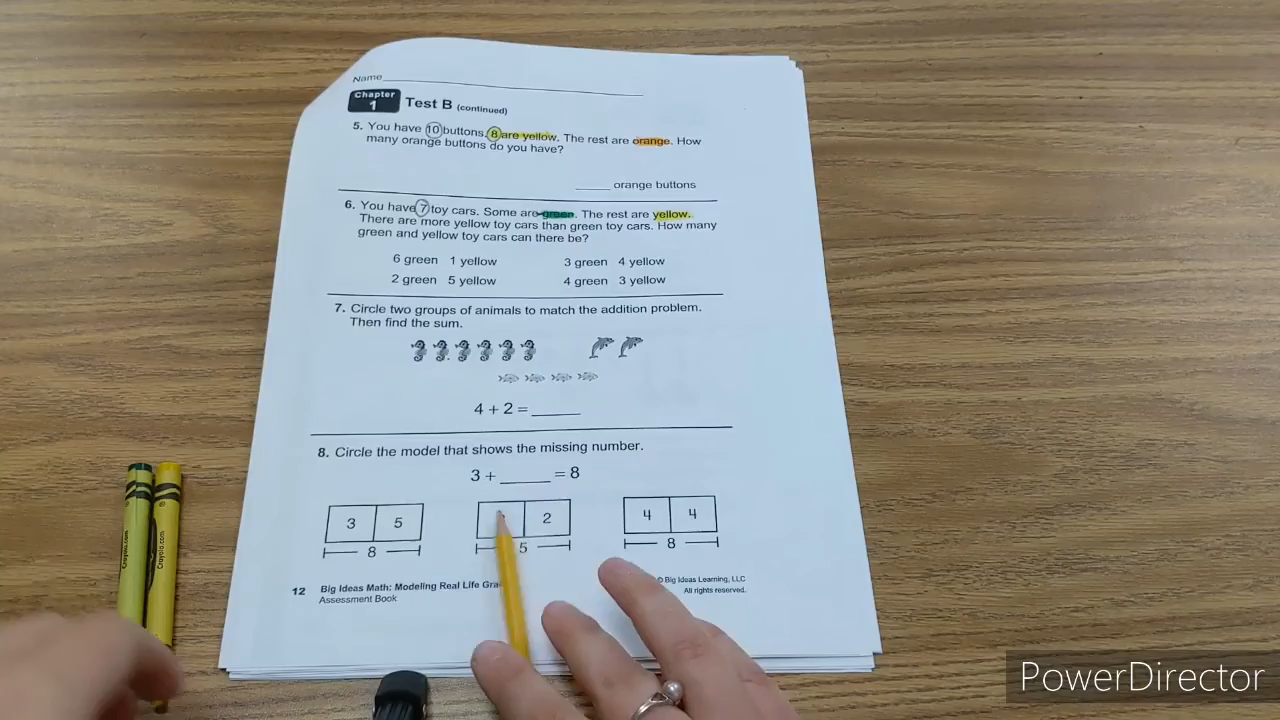 Name
Chapter
1
Test B (continued)
5. You have 10 buttons. 8 are yellow. The rest are orange. How
many orange buttons do you have?
orange buttons
6. You have 7 toy cars. Some are green. The rest are yellow.
There are more yellow toy cars than green toy cars. How many
green and yellow toy cars can there be?
6 green 1 yellow 3 green 4 yellow
2 green 5 yellow 4 green 3 yellow
7. Circle two groups of animals to match the addition problem.
Then find the sum.
4 + 2 =
8. Circle the model that shows the missing number.
3 + ____ = 8
3 5 2 4 4
8 5 8
12 Big Ideas Math: Modeling Real Life
Assessment Book
© Big Ideas Learning, LLC
All rights reserved.
Crayola.com
Crayola.com
PowerDirector